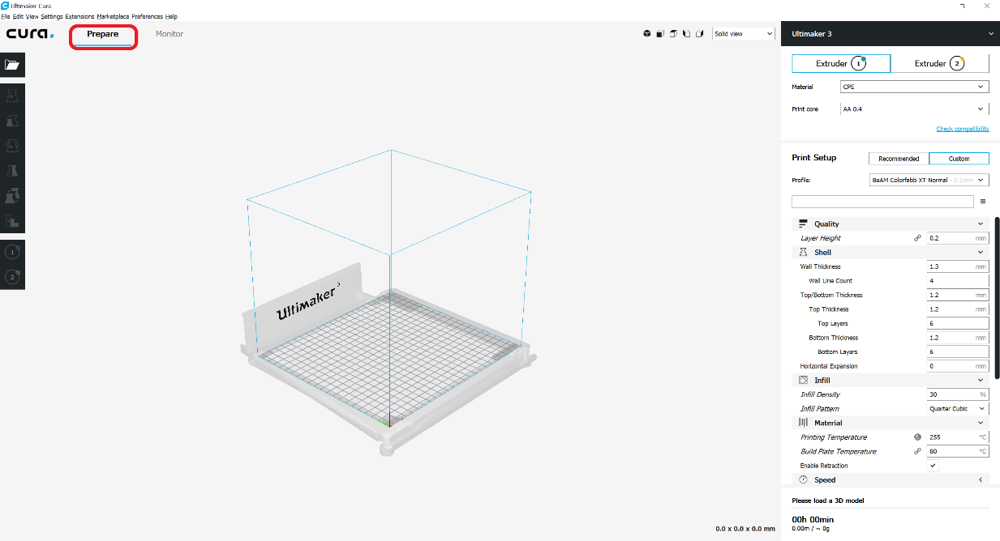 Ultimaker Cura
File Edit View Settings Extensions Marketplace Preferences Help
cura.
Prepare
Monitor
Solid view
Ultimaker 3
Extruder 1
Extruder 2
Material
CPE
Print core
AA 0.4
Check compatibility
Print Setup
Recommended
Custom
Profile:
BeAM Colorfabb XT Normal - 0.2mm
Quality
Layer Height
0.2 mm
Shell
Wall Thickness
1.3 mm
Wall Line Count
4
Top/Bottom Thickness
1.2 mm
Top Thickness
1.2 mm
Top Layers
6
Bottom Thickness
1.2 mm
Bottom Layers
6
Horizontal Expansion
0 mm
Infill
Infill Density
30 %
Infill Pattern
Quarter Cubic
Material
Printing Temperature
255 °C
Build Plate Temperature
80 °C
Enable Retraction
Speed
Please load a 3D model
00h 00min
0.00m / ~ 0g
1
2
Ultimaker 3
0.0 x 0.0 x 0.0 mm